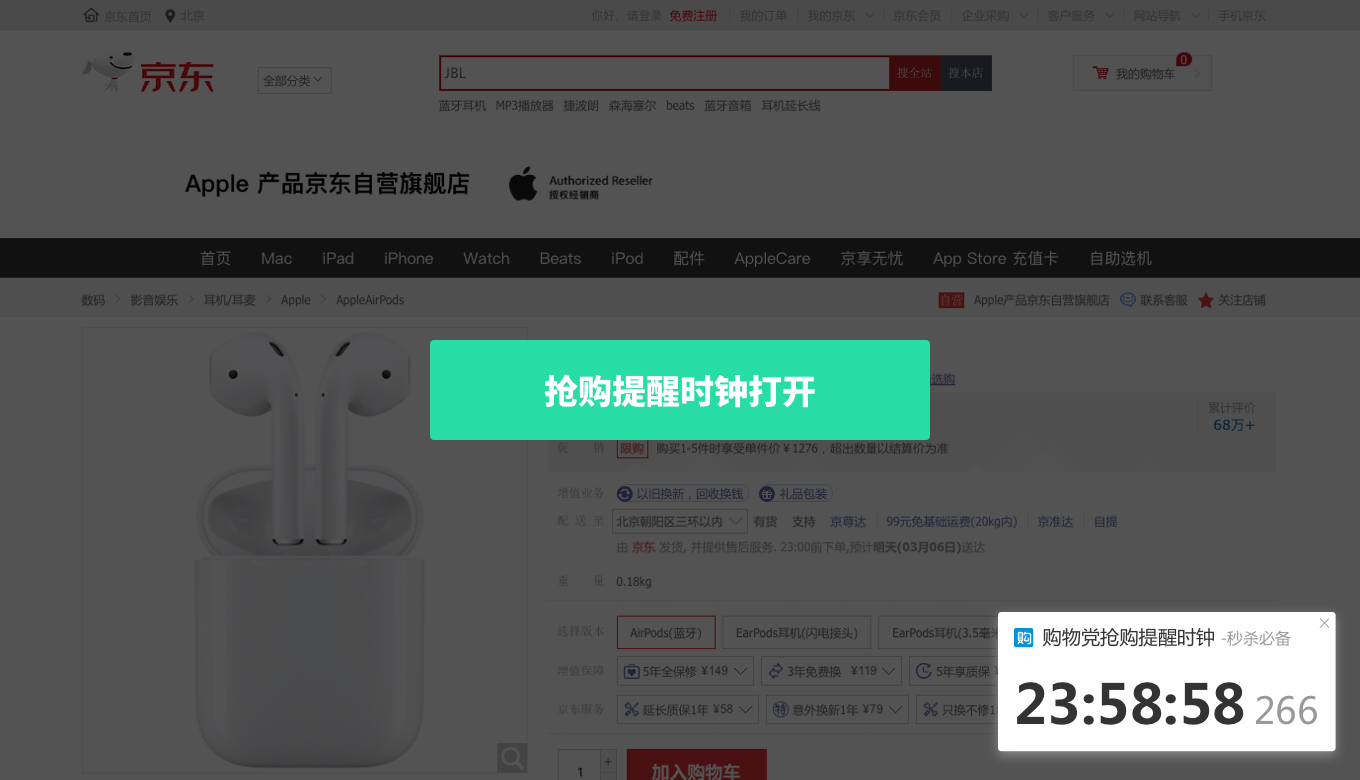 京东首页 北京 你好，请登录 免费注册 我的订单 我的京东 京东会员 企业采购 客户服务 网站导航 手机京东
京东 全部分类 JBL 搜全站 搜本店 我的购物车 0
蓝牙耳机 MP3播放器 捷波朗 森海塞尔 beats 蓝牙音箱 耳机延长线
Apple 产品京东自营旗舰店 Authorized Reseller
授权经销商
首页 Mac iPad iPhone Watch Beats iPod 配件 AppleCare 京享无忧 App Store 充值卡 自助选机
数码 影音娱乐 耳机/耳麦 Apple AppleAirPods 自营 Apple产品京东自营旗舰店 联系客服 关注店铺
选购
抢购提醒时钟打开
累计评价
68万+
促 销 限购 购买1-5件时享受单件价￥1276，超出数量以结算价为准
增值业务 以旧换新，回收换钱 礼品包装
配 送 至 北京朝阳区三环以内 有货 支持 京尊达 99元免基础运费(20kg内) 京准达 自提
由 京东 发货, 并提供售后服务. 23:00前下单,预计明天(03月06日)送达
重 量 0.18kg
选择版本 AirPods(蓝牙) EarPods耳机(闪电接头) EarPods耳机(3.5毫米
增值保障 5年全保修 ¥149 3年免费换 ¥119 5年享质保
京东服务 延长质保1年 ¥58 特 意外换新1年 ¥79 只换不修1
1 + 加入购物车
购 购物党抢购提醒时钟 -秒杀必备
23:58:58 266